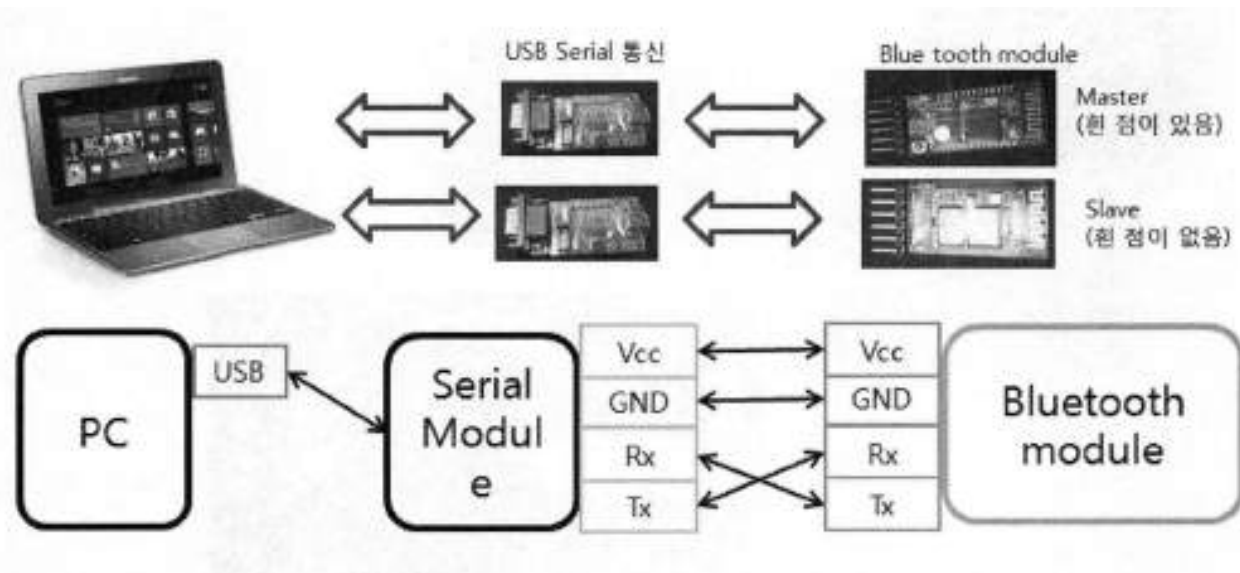 USB Serial 통신
Blue tooth module
Master
(흰 점이 있음)
Slave
(흰 점이 없음)
PC
USB
Serial
Modul
e
Vcc
GND
Rx
Tx
Vcc
GND
Rx
Tx
Bluetooth
module